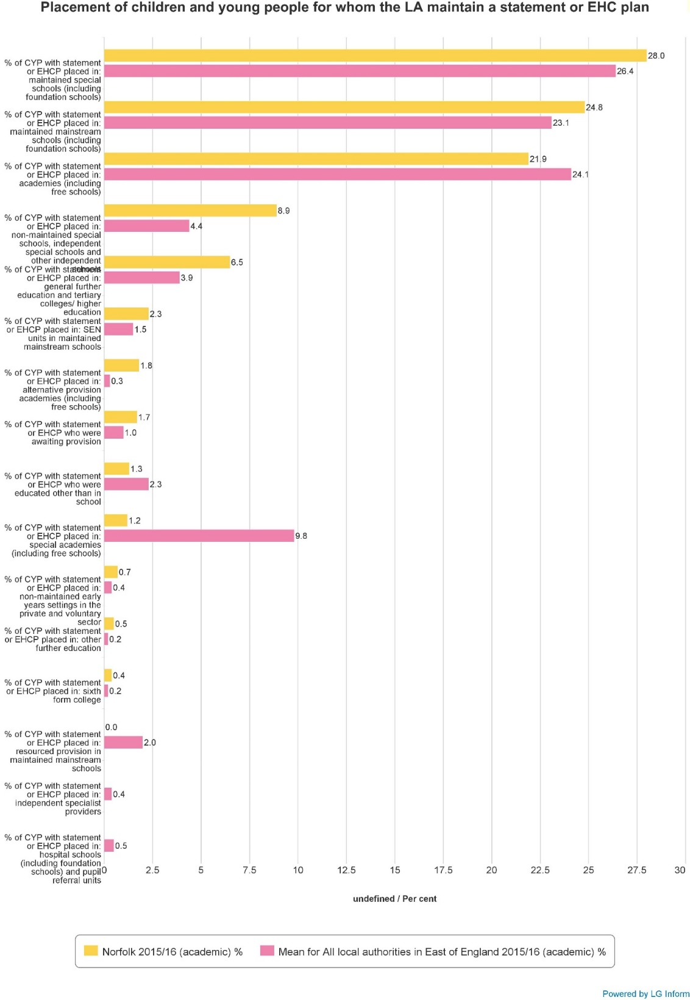 Placement of children and young people for whom the LA maintain a statement or EHC plan
% of CYP with statement
or EHCP placed in:
maintained special
schools (including
foundation schools)
28.0
26.4
% of CYP with statement
or EHCP placed in:
maintained mainstream
schools (including
foundation schools)
24.8
23.1
% of CYP with statement
or EHCP placed in:
academies (including
free schools)
21.9
24.1
% of CYP with statement
or EHCP placed in:
non-maintained special
schools, independent
special schools and
other independent
schools
8.9
4.4
% of CYP with statement
or EHCP placed in:
general further
education and tertiary
colleges/ higher
education
6.5
3.9
% of CYP with statement
or EHCP placed in: SEN
units in maintained
mainstream schools
2.3
1.5
% of CYP with statement
or EHCP placed in:
alternative provision
academies (including
free schools)
1.8
0.3
% of CYP with statement
or EHCP who were
awaiting provision
1.7
1.0
% of CYP with statement
or EHCP who were
educated other than in
school
1.3
2.3
% of CYP with statement
or EHCP placed in:
special academies
(including free schools)
1.2
9.8
% of CYP with statement
or EHCP placed in:
non-maintained early
years settings in the
private and voluntary
sector
0.7
0.4
% of CYP with statement
or EHCP placed in: other
further education
0.5
0.2
% of CYP with statement
or EHCP placed in: sixth
form college
0.4
0.2
% of CYP with statement
or EHCP placed in:
resourced provision in
maintained mainstream
schools
0.0
2.0
% of CYP with statement
or EHCP placed in:
independent specialist
providers
0.4
% of CYP with statement
or EHCP placed in:
hospital schools
(including foundation
schools) and pupil
referral units
0.5
0 2.5 5 7.5 10 12.5 15 17.5 20 22.5 25 27.5 30
undefined / Per cent
Norfolk 2015/16 (academic) % Mean for All local authorities in East of England 2015/16 (academic) %
Powered by LG Inform